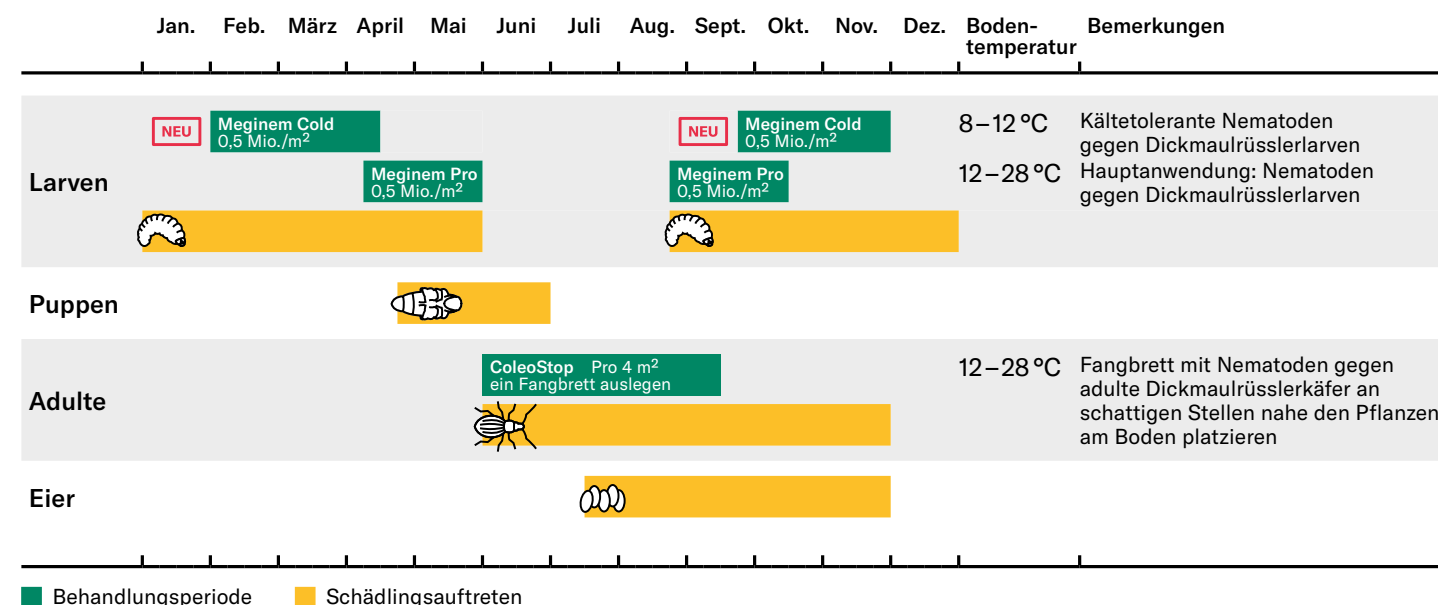 Jan. Feb. März April Mai Juni Juli Aug. Sept. Okt. Nov. Dez. Boden- Bemerkungen
temperatur
NEU Meginem Cold NEU Meginem Cold 8–12 °C Kältetolerante Nematoden
0,5 Mio./m² 0,5 Mio./m² gegen Dickmaulrüsslerlarven
Larven Meginem Pro Meginem Pro 12–28 °C Hauptanwendung: Nematoden
0,5 Mio./m² 0,5 Mio./m² gegen Dickmaulrüsslerlarven
Puppen
Adulte ColeoStop Pro 4 m² 12–28 °C Fangbrett mit Nematoden gegen
ein Fangbrett auslegen adulte Dickmaulrüsslerkäfer an
schattigen Stellen nahe den Pflanzen
am Boden platzieren
Eier
Behandlungsperiode Schädlingsauftreten